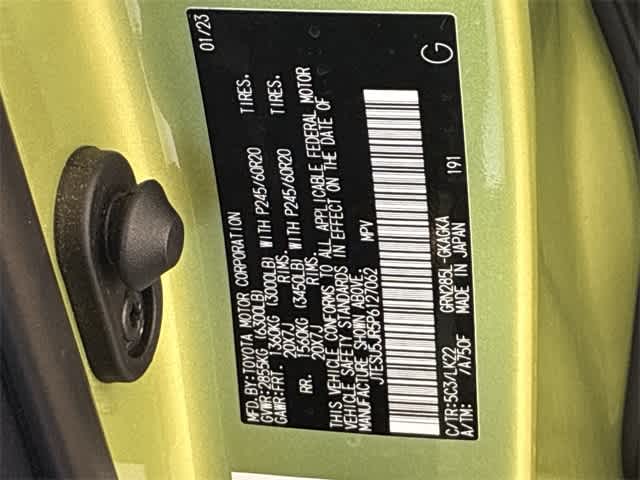 MFD.BY:TOYOTA MOTOR CORPORATION 01/23
GVWR:2855KG (6300LB)
GAWR:FRT. 1360KG (3000LB) WITH P245/60R20 TIRES.
20X7J RIMS.
RR. 1560KG (3450LB) WITH P245/60R20 TIRES.
20X7J RIMS.
THIS VEHICLE CONFORMS TO ALL APPLICABLE FEDERAL MOTOR
VEHICLE SAFETY STANDARDS IN EFFECT ON THE DATE OF
MANUFACTURE SHOWN ABOVE.
JTESU5JR5P6127062 MPV
G
C/TR:5C3/LK22 GRN285L-GKAGKA 191
A/TM: /A750F MADE IN JAPAN